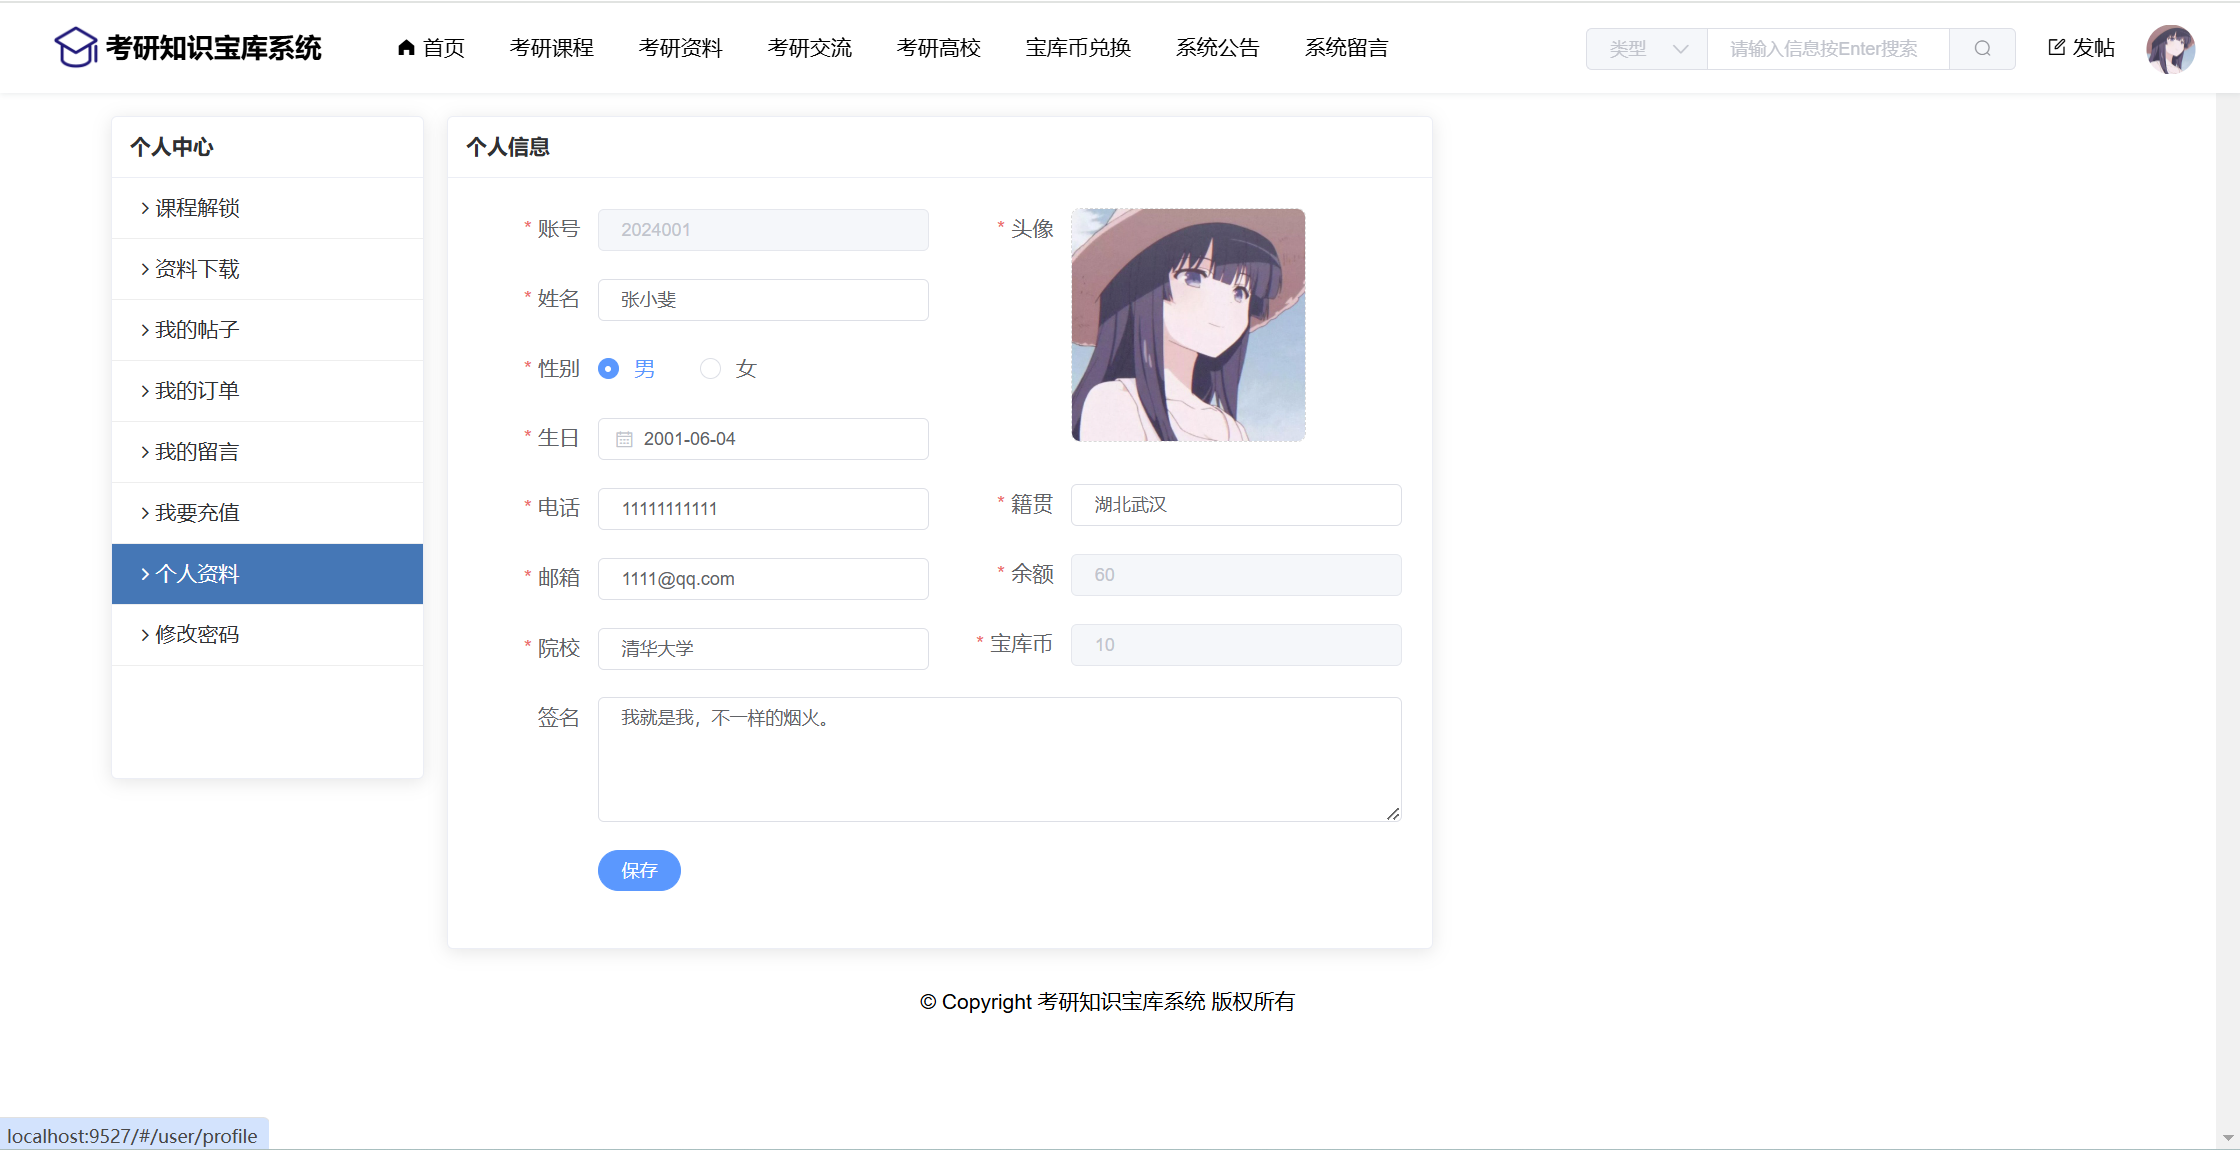 考研知识宝库系统 首页 考研课程 考研资料 考研交流 考研高校 宝库币兑换 系统公告 系统留言 类型 请输入信息按Enter搜索 发帖
个人中心
课程解锁
资料下载
我的帖子
我的订单
我的留言
我要充值
个人资料
修改密码
个人信息
* 账号 2024001
* 头像
* 姓名 张小斐
* 性别 男 女
* 生日 2001-06-04
* 电话 11111111111
* 籍贯 湖北武汉
* 邮箱 1111@qq.com
* 余额 60
* 院校 清华大学
* 宝库币 10
签名 我就是我，不一样的烟火。
保存
© Copyright 考研知识宝库系统 版权所有
localhost:9527/#/user/profile